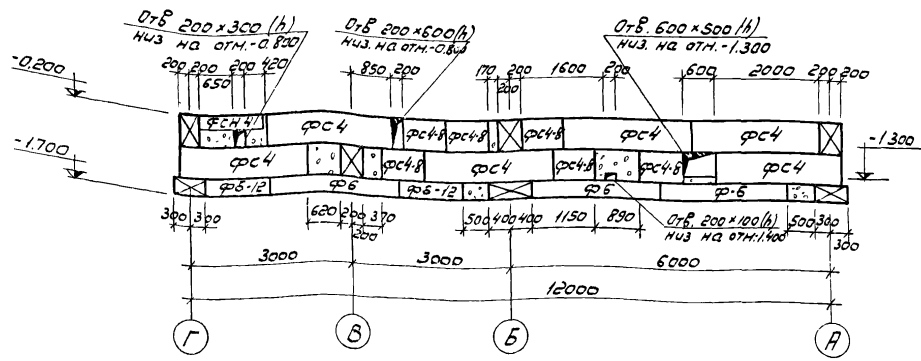 Отв 200×300 (h)
низ на отм.-0.800
Отв 200×600 (h)
низ. на отм.-0.800
Отв. 600×500 (h)
низ. на отм.-1.300
-0,200
200 200 650 200 420
850 200
170 200 200 1600 200
600 2000 200 200
-1.700
-1.300
фсн4 фс4 фс4-8 фс4-8 фс4-8 фс4 фс4
фс4 фс4-8 фс4 фс4-8 фс4-8 фс4
ф6-12 ф6 ф6-12 ф6 ф-6
300 300 620 200 200 370 500 400 400 1150 890 500 300 300
Отв. 200×100(h)
низ на отм.-1.400
3000 3000 6000
12000
Г В Б А